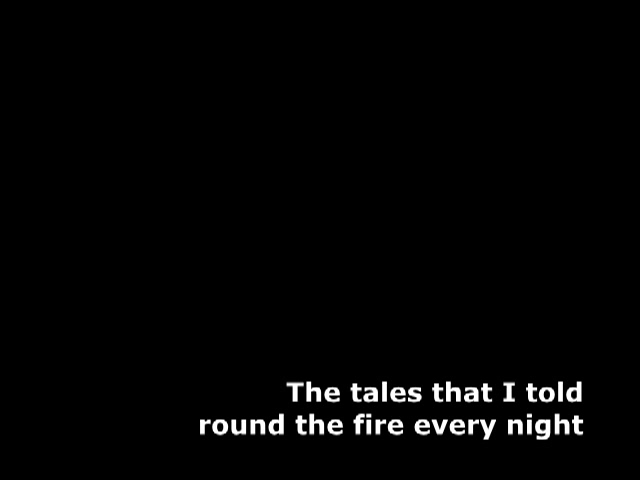 The tales that I told
round the fire every night